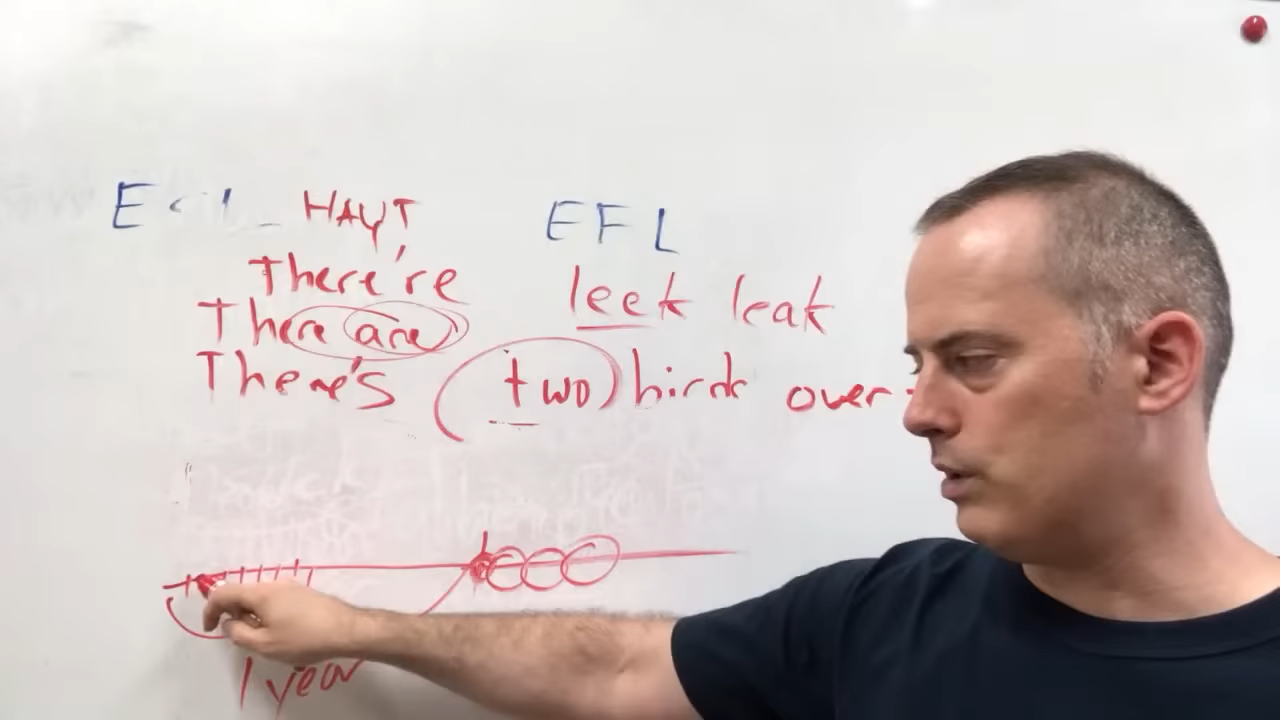 HAYT EFL
There're leek leak
There are
There's two birds over
1 year